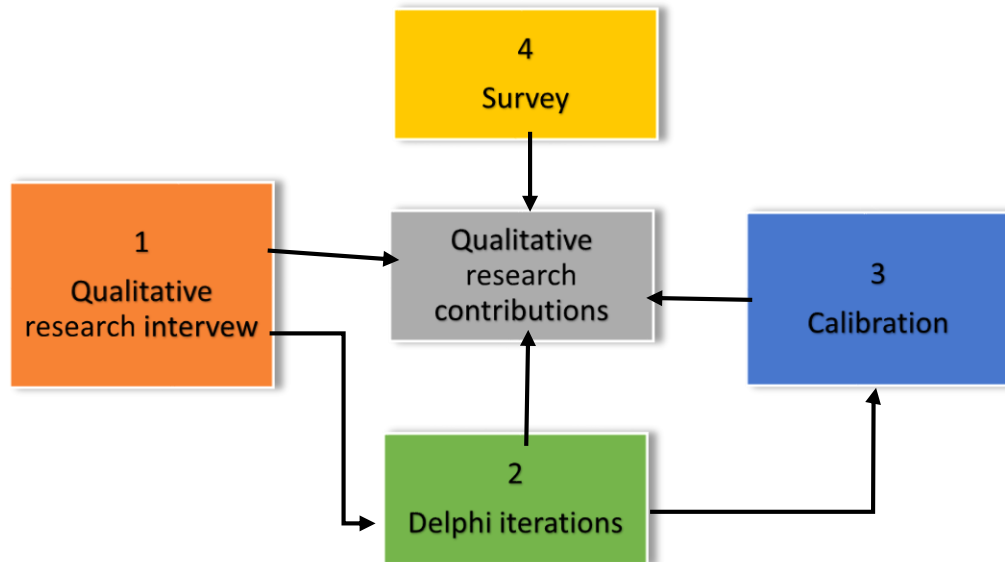 4
Survey
1
Qualitative
research intervew
Qualitative
research
contributions
3
Calibration
2
Delphi iterations